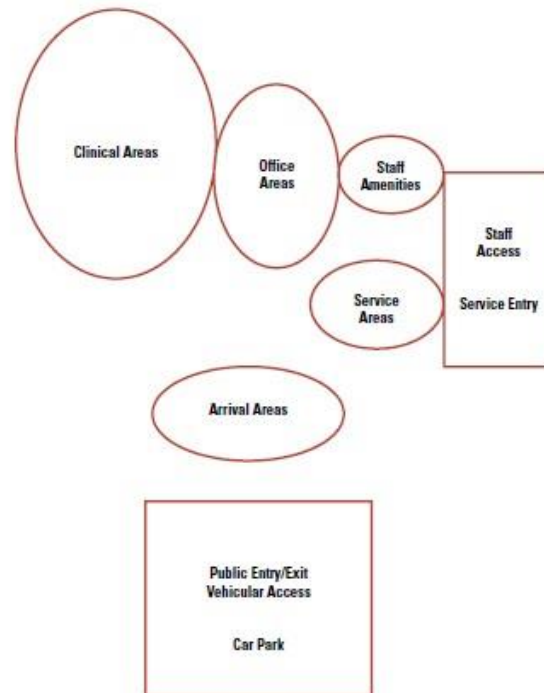 Clinical Areas
Office
Areas
Staff
Amenities
Staff
Access
Service
Areas
Service Entry
Arrival Areas
Public Entry/Exit
Vehicular Access
Car Park